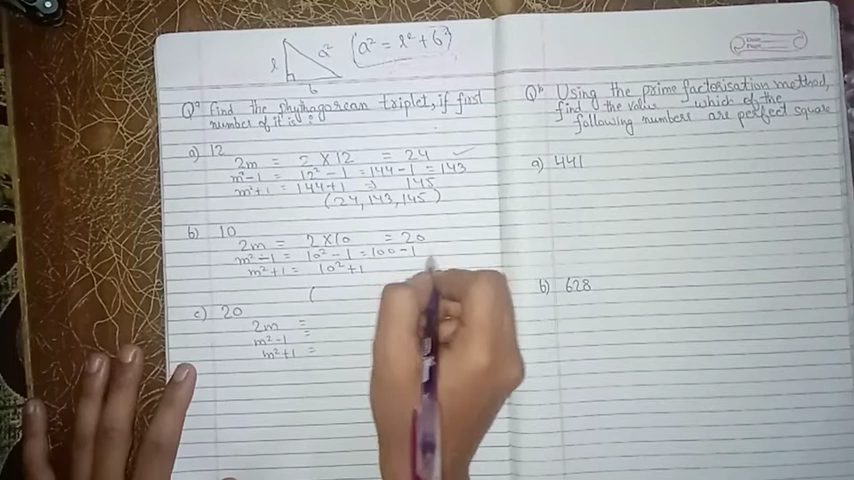 l a² (a² = l² + b²)
b
Qᵃ Find the phythagorean triplet, if first
number of it is ?
a) 12
2m = 2 × 12 = 24
m²-1 = 12² - 1 = 144 - 1 = 143
m²+1 = 144+1 ⇒ 145
(24, 143, 145)
b) 10
2m = 2 × 10 = 20
m²-1 = 10² - 1 = 100 - 1
m²+1 = 10² + 1
(
c) 20
2m =
m²-1 =
m²+1 =
Qᵇ Using the prime factorisation method,
find the value which of the
following numbers are perfect square
a) 441
b) 628